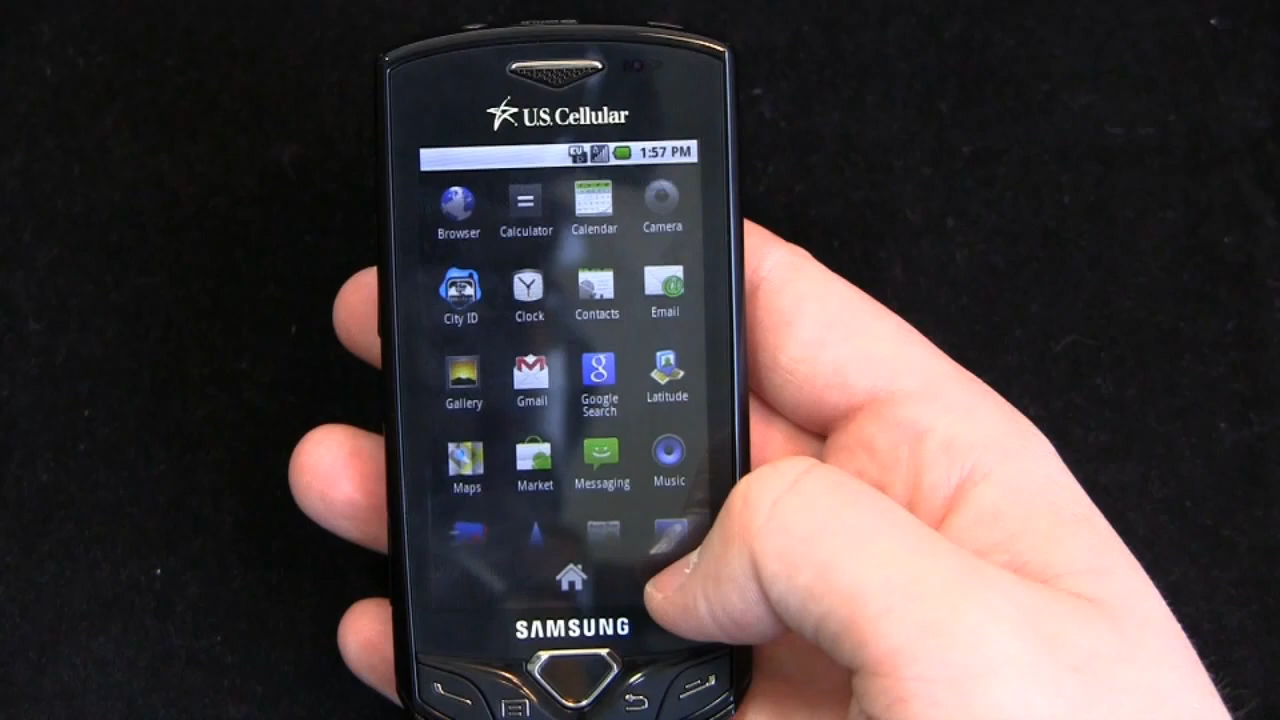 U.S. Cellular
1:57 PM
Browser Calculator Calendar Camera
City ID Clock Contacts Email
Gallery Gmail Google Search Latitude
Maps Market Messaging Music
SAMSUNG